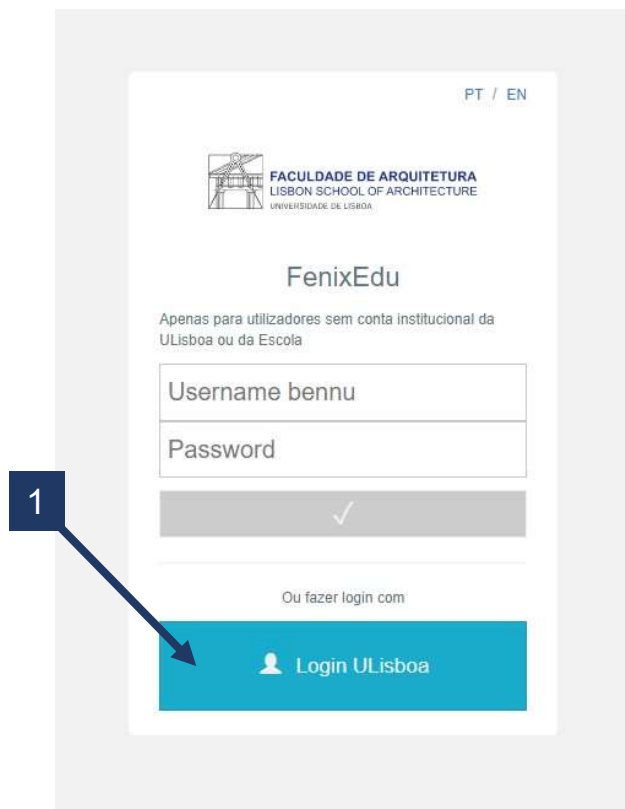 PT / EN
FACULDADE DE ARQUITETURA
LISBON SCHOOL OF ARCHITECTURE
UNIVERSIDADE DE LISBOA
FenixEdu
Apenas para utilizadores sem conta institucional da
ULisboa ou da Escola
Username bennu
Password
1
Ou fazer login com
Login ULisboa